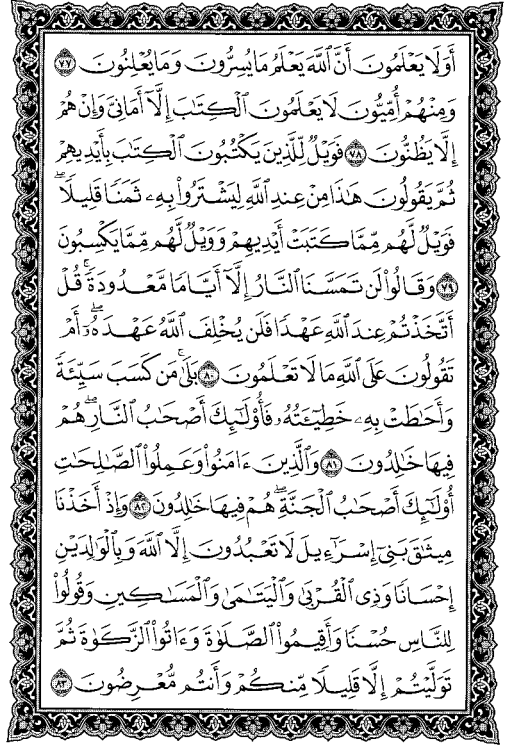 أَوَلَا يَعْلَمُونَ أَنَّ ٱللَّهَ يَعْلَمُ مَا يُسِرُّونَ وَمَا يُعْلِنُونَ ٧٧
وَمِنْهُمْ أُمِّيُّونَ لَا يَعْلَمُونَ ٱلْكِتَٰبَ إِلَّآ أَمَانِىَّ وَإِنْ هُمْ
إِلَّا يَظُنُّونَ ٧٨ فَوَيْلٌ لِّلَّذِينَ يَكْتُبُونَ ٱلْكِتَٰبَ بِأَيْدِيهِمْ
ثُمَّ يَقُولُونَ هَٰذَا مِنْ عِندِ ٱللَّهِ لِيَشْتَرُوا۟ بِهِۦ ثَمَنًا قَلِيلًا ۖ
فَوَيْلٌ لَّهُم مِّمَّا كَتَبَتْ أَيْدِيهِمْ وَوَيْلٌ لَّهُم مِّمَّا يَكْسِبُونَ
٧٩ وَقَالُوا۟ لَن تَمَسَّنَا ٱلنَّارُ إِلَّآ أَيَّامًا مَّعْدُودَةً ۚ قُلْ
أَتَّخَذْتُمْ عِندَ ٱللَّهِ عَهْدًا فَلَن يُخْلِفَ ٱللَّهُ عَهْدَهُۥٓ ۖ أَمْ
تَقُولُونَ عَلَى ٱللَّهِ مَا لَا تَعْلَمُونَ ٨٠ بَلَىٰ ۚ مَن كَسَبَ سَيِّئَةً
وَأَحَٰطَتْ بِهِۦ خَطِيٓـَٔتُهُۥ فَأُو۟لَٰٓئِكَ أَصْحَٰبُ ٱلنَّارِ ۖ هُمْ
فِيهَا خَٰلِدُونَ ٨١ وَٱلَّذِينَ ءَامَنُوا۟ وَعَمِلُوا۟ ٱلصَّٰلِحَٰتِ
أُو۟لَٰٓئِكَ أَصْحَٰبُ ٱلْجَنَّةِ ۖ هُمْ فِيهَا خَٰلِدُونَ ٨٢ وَإِذْ أَخَذْنَا
مِيثَٰقَ بَنِىٓ إِسْرَٰٓءِيلَ لَا تَعْبُدُونَ إِلَّا ٱللَّهَ وَبِٱلْوَٰلِدَيْنِ
إِحْسَانًا وَذِى ٱلْقُرْبَىٰ وَٱلْيَتَٰمَىٰ وَٱلْمَسَٰكِينِ وَقُولُوا۟
لِلنَّاسِ حُسْنًا وَأَقِيمُوا۟ ٱلصَّلَوٰةَ وَءَاتُوا۟ ٱلزَّكَوٰةَ ثُمَّ
تَوَلَّيْتُمْ إِلَّا قَلِيلًا مِّنكُمْ وَأَنتُم مُّعْرِضُونَ ٨٣